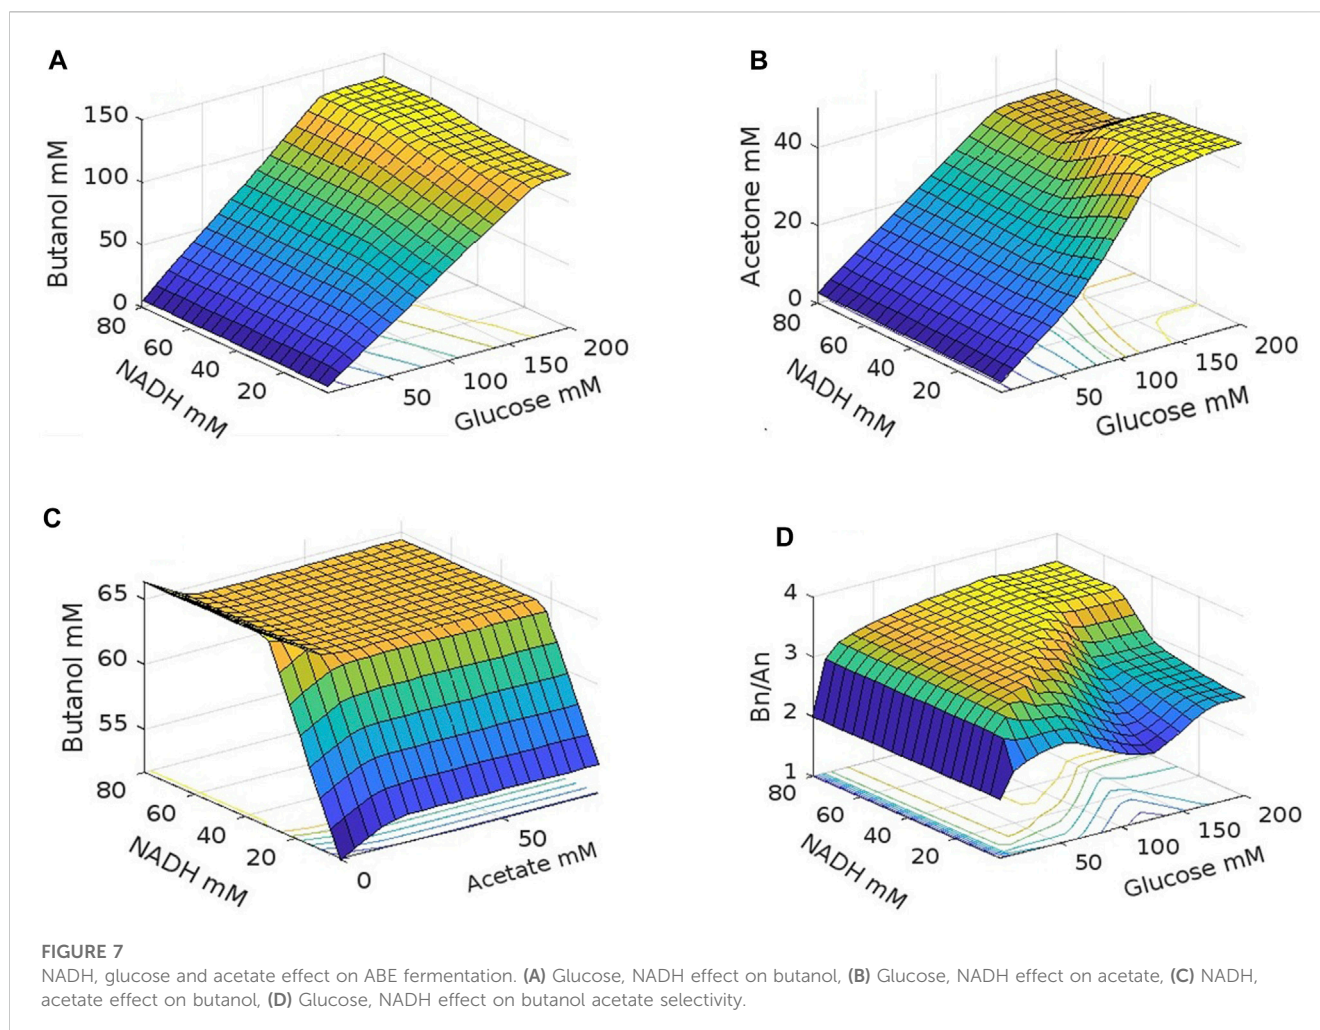 A
150
100
50
0
Butanol mM
80
60
40
20
NADH mM
50
100
150
200
Glucose mM
B
40
20
0
Acetone mM
80
60
40
20
NADH mM
50
100
150
200
Glucose mM
C
65
60
55
Butanol mM
80
60
40
20
NADH mM
0
50
Acetate mM
D
4
3
2
1
Bn/An
80
60
40
20
NADH mM
50
100
150
200
Glucose mM
FIGURE 7
NADH, glucose and acetate effect on ABE fermentation. (A) Glucose, NADH effect on butanol, (B) Glucose, NADH effect on acetate, (C) NADH,
acetate effect on butanol, (D) Glucose, NADH effect on butanol acetate selectivity.